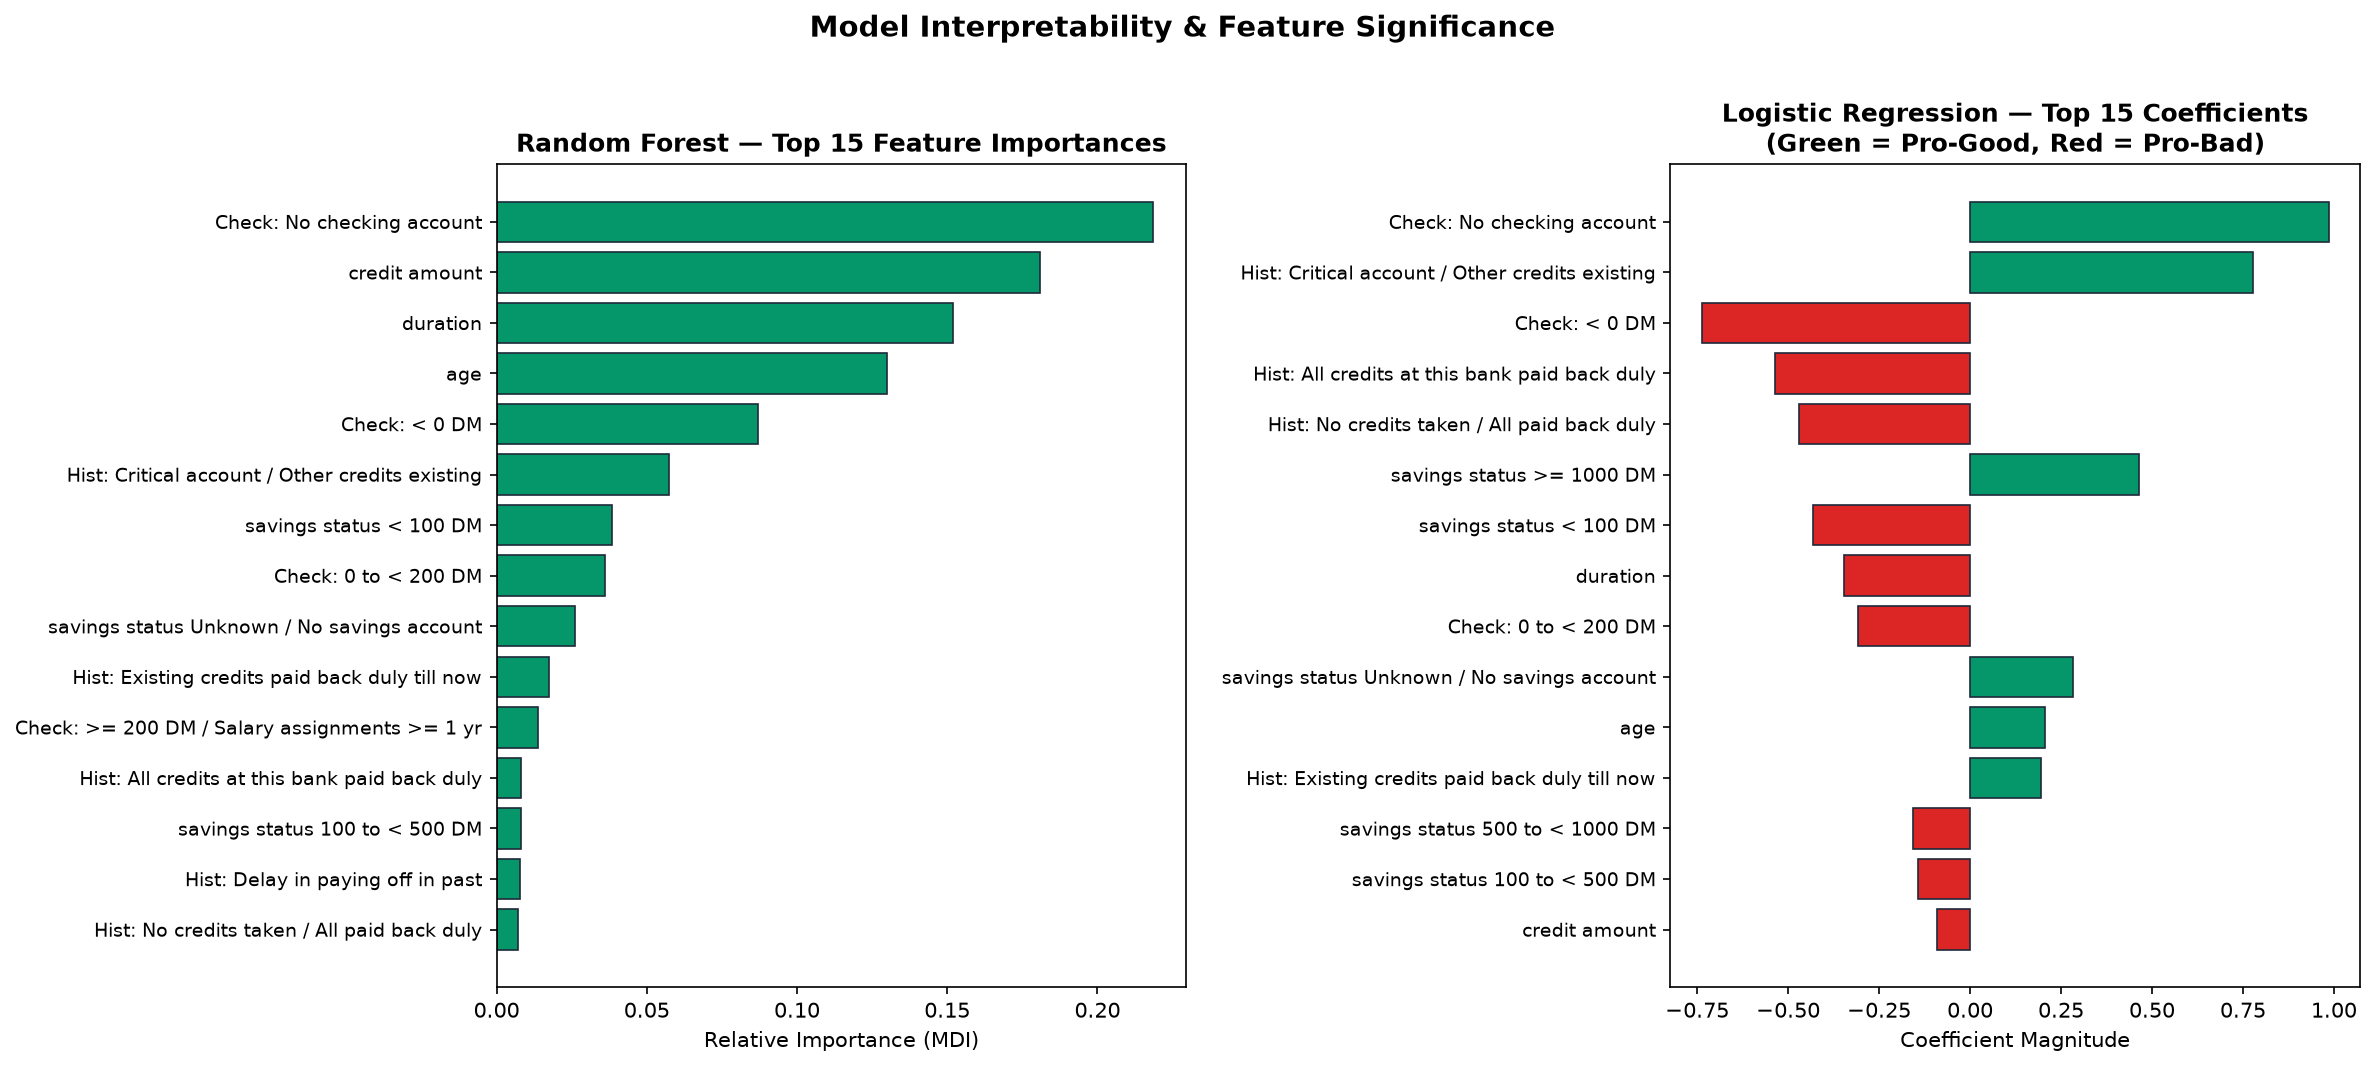 Model Interpretability & Feature Significance
Random Forest — Top 15 Feature Importances
Check: No checking account
credit amount
duration
age
Check: < 0 DM
Hist: Critical account / Other credits existing
savings status < 100 DM
Check: 0 to < 200 DM
savings status Unknown / No savings account
Hist: Existing credits paid back duly till now
Check: >= 200 DM / Salary assignments >= 1 yr
Hist: All credits at this bank paid back duly
savings status 100 to < 500 DM
Hist: Delay in paying off in past
Hist: No credits taken / All paid back duly
0.00 0.05 0.10 0.15 0.20
Relative Importance (MDI)
Logistic Regression — Top 15 Coefficients
(Green = Pro-Good, Red = Pro-Bad)
Check: No checking account
Hist: Critical account / Other credits existing
Check: < 0 DM
Hist: All credits at this bank paid back duly
Hist: No credits taken / All paid back duly
savings status >= 1000 DM
savings status < 100 DM
duration
Check: 0 to < 200 DM
savings status Unknown / No savings account
age
Hist: Existing credits paid back duly till now
savings status 500 to < 1000 DM
savings status 100 to < 500 DM
credit amount
−0.75 −0.50 −0.25 0.00 0.25 0.50 0.75 1.00
Coefficient Magnitude